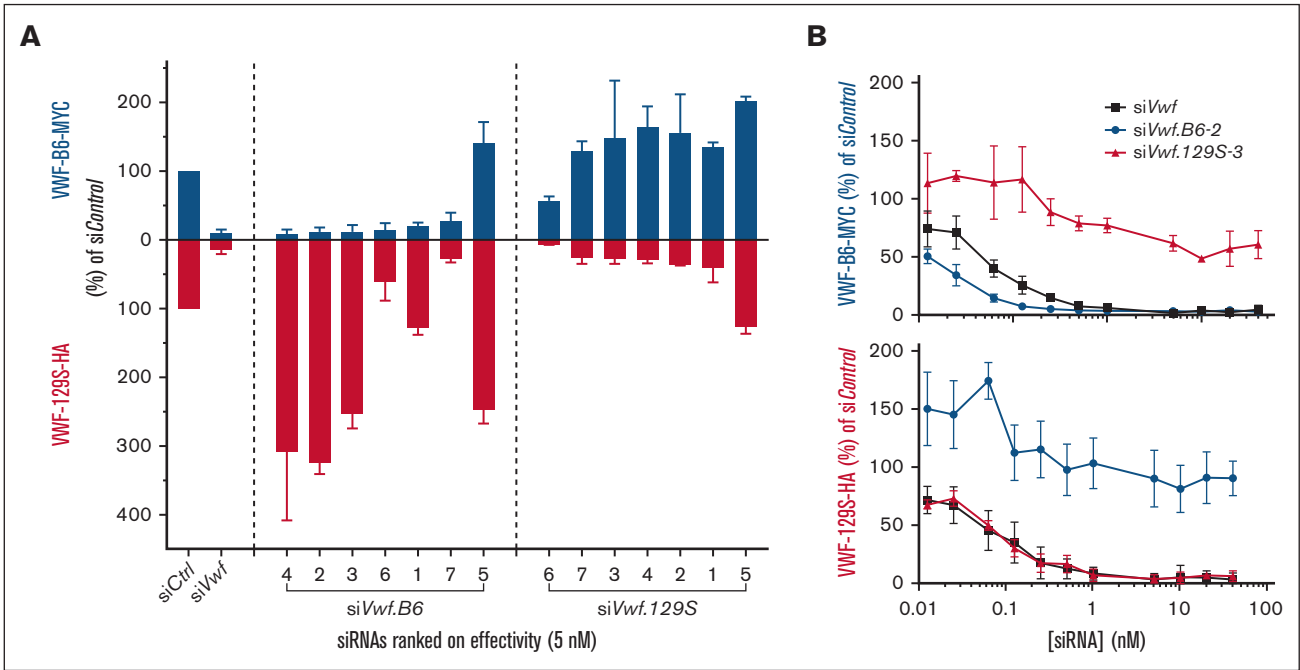 A
VWF-B6-MYC
VWF-129S-HA
(%) of siControl
200
100
0
100
200
300
400
siCtrl
siVwf
4
2
3
6
1
7
5
6
7
3
4
2
1
5
siVwf.B6
siVwf.129S
siRNAs ranked on effectivity (5 nM)
B
VWF-B6-MYC (%) of siControl
200
150
100
50
0
siVwf
siVwf.B6-2
siVwf.129S-3
VWF-129S-HA (%) of siControl
200
150
100
50
0
0.01
0.1
1
10
100
[siRNA] (nM)